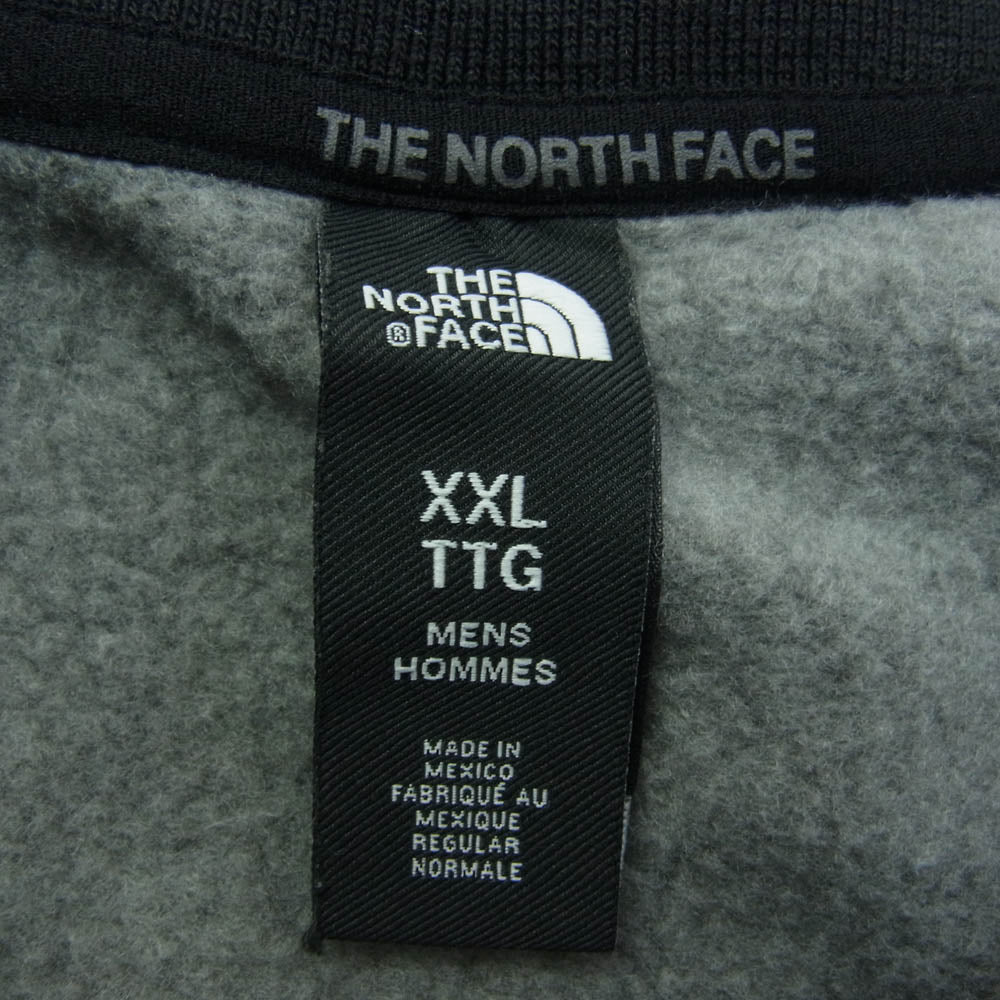 THE NORTH FACE
THE
NORTH
®FACE
XXL
TTG
MENS
HOMMES
MADE IN
MEXICO
FABRIQUÉ AU
MEXIQUE
REGULAR
NORMALE